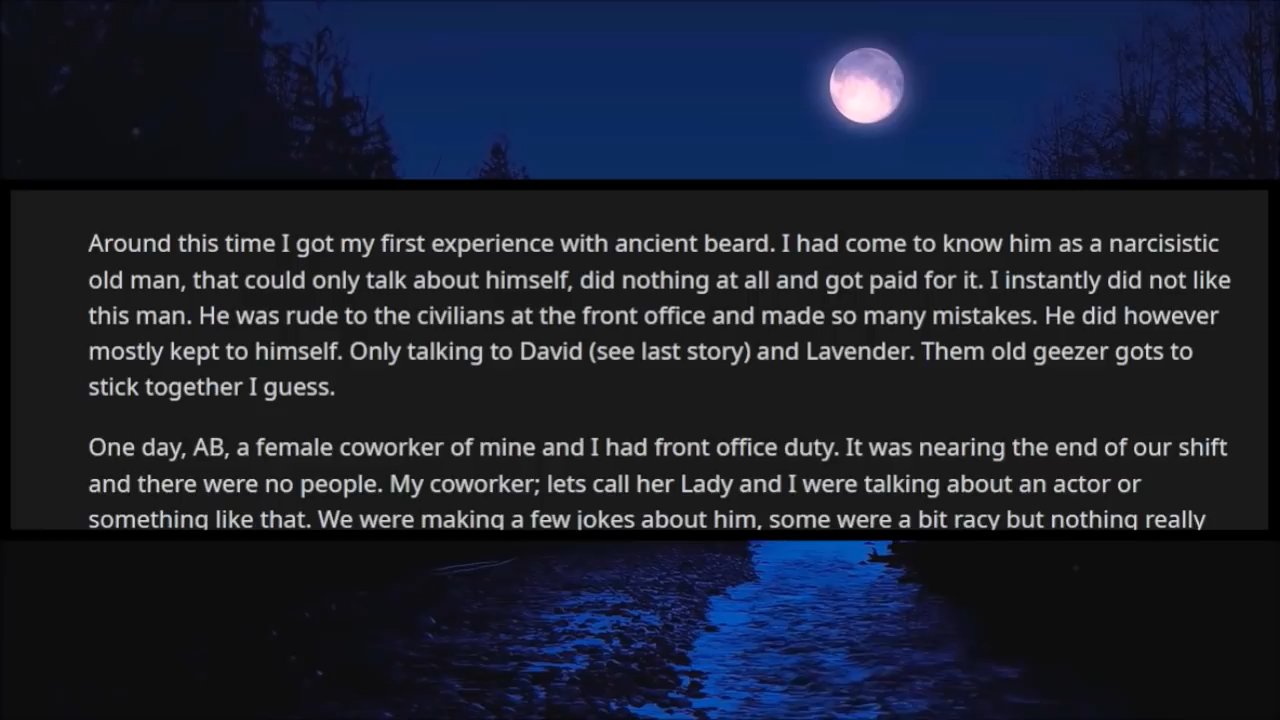 Around this time I got my first experience with ancient beard. I had come to know him as a narcisistic
old man, that could only talk about himself, did nothing at all and got paid for it. I instantly did not like
this man. He was rude to the civilians at the front office and made so many mistakes. He did however
mostly kept to himself. Only talking to David (see last story) and Lavender. Them old geezer gots to
stick together I guess.
One day, AB, a female coworker of mine and I had front office duty. It was nearing the end of our shift
and there were no people. My coworker; lets call her Lady and I were talking about an actor or
something like that. We were making a few jokes about him, some were a bit racy but nothing really